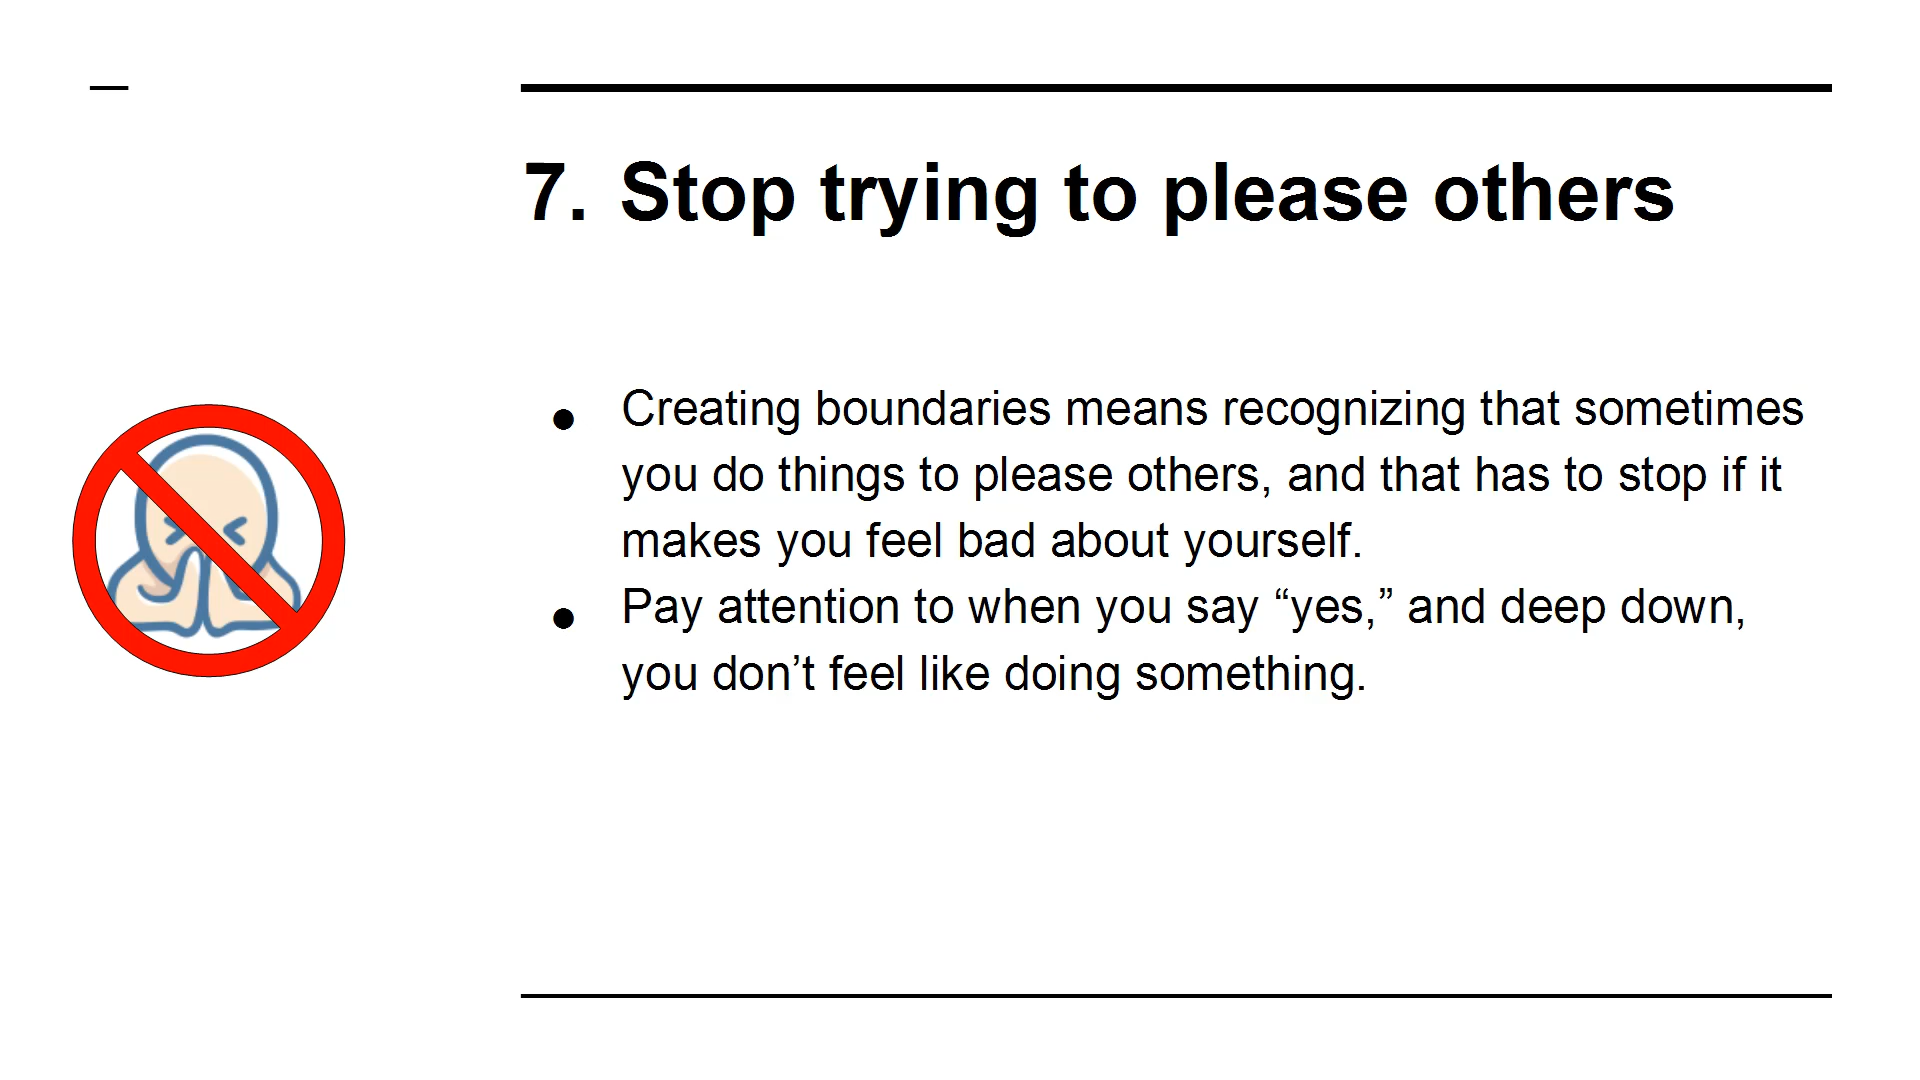 7. Stop trying to please others
● Creating boundaries means recognizing that sometimes
you do things to please others, and that has to stop if it
makes you feel bad about yourself.
● Pay attention to when you say “yes,” and deep down,
you don’t feel like doing something.